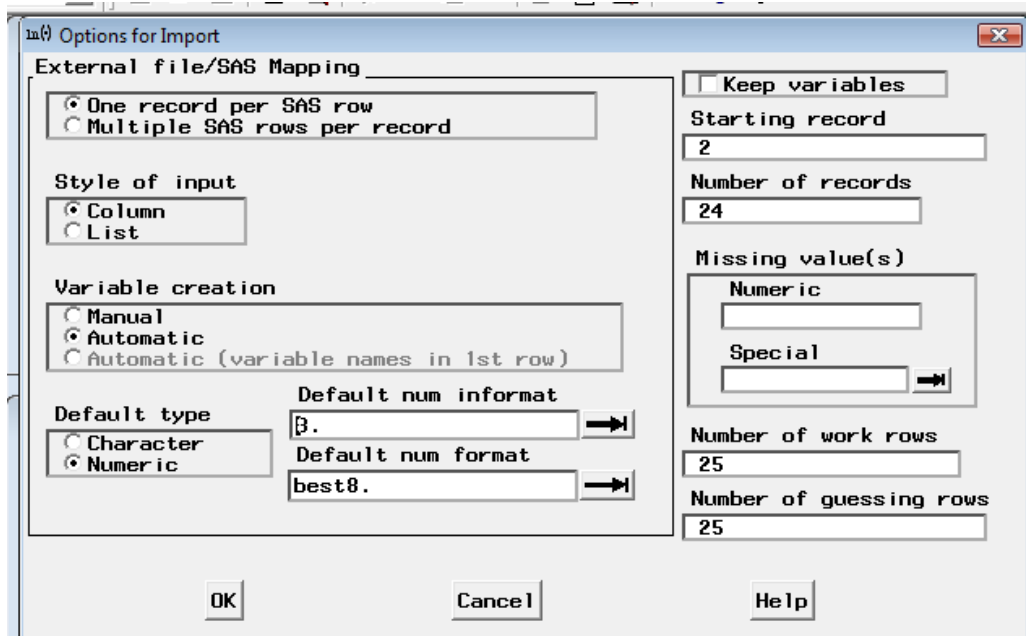 Options for Import
External file/SAS Mapping
One record per SAS row
Multiple SAS rows per record
Style of input
Column
List
Variable creation
Manual
Automatic
Automatic (variable names in 1st row)
Default type
Character
Numeric
Default num informat
3.
Default num format
best8.
Keep variables
Starting record
2
Number of records
24
Missing value(s)
Numeric
Special
Number of work rows
25
Number of guessing rows
25
OK
Cancel
Help